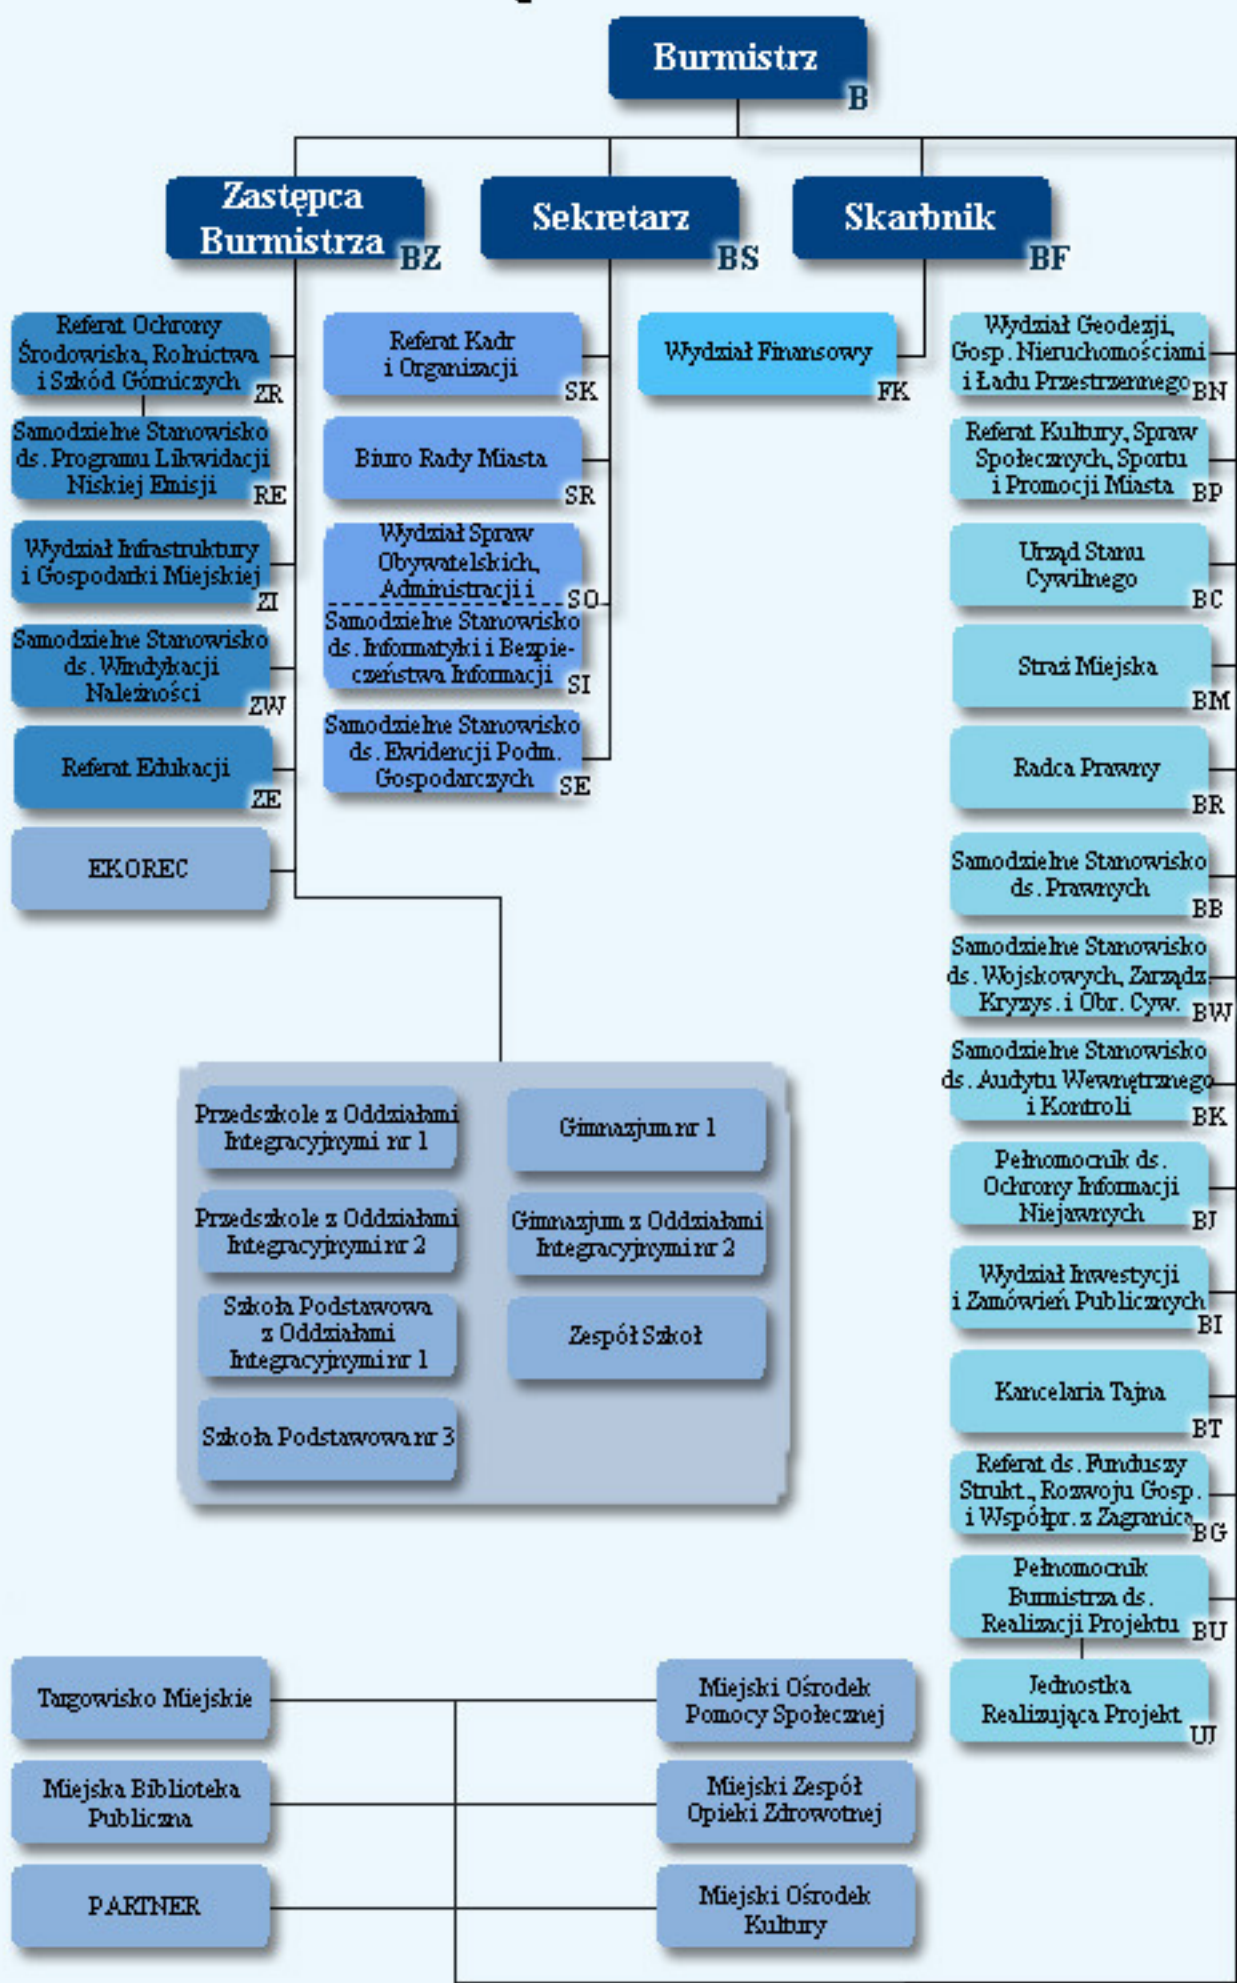 Burmistrz
B
Zastępca
Burmistrza
BZ
Sekretarz
BS
Skarbnik
BF
Referat Ochrony
Środowiska, Rolnictwa
i Szkód Górniczych
ZR
Samodzielne Stanowisko
ds. Programu Likwidacji
Niskiej Emisji
RE
Wydział Infrastruktury
i Gospodarki Miejskiej
ZI
Samodzielne Stanowisko
ds. Windykacji
Należności
ZW
Referat Edukacji
ZE
EKOREC
Referat Kadr
i Organizacji
SK
Biuro Rady Miasta
SR
Wydział Spraw
Obywatelskich,
Administracji i
SO
Samodzielne Stanowisko
ds. Informatyki i Bezpie-
czeństwa Informacji
SI
Samodzielne Stanowisko
ds. Ewidencji Podm.
Gospodarczych
SE
Wydział Finansowy
FK
Wydział Geodezji,
Gosp. Nieruchomościami
i Ładu Przestrzennego
BN
Referat Kultury, Spraw
Społecznych, Sportu
i Promocji Miasta
BP
Urząd Stanu
Cywilnego
BC
Straż Miejska
BM
Radca Prawny
BR
Samodzielne Stanowisko
ds. Prawnych
BB
Samodzielne Stanowisko
ds. Wojskowych, Zarządz.
Kryzys. i Obr. Cyw.
BW
Samodzielne Stanowisko
ds. Audytu Wewnętrznego
i Kontroli
BK
Pełnomocnik ds.
Ochrony Informacji
Niejawnych
BJ
Wydział Inwestycji
i Zamówień Publicznych
BI
Kancelaria Tajna
BT
Referat ds. Funduszy
Strukt., Rozwoju Gosp.
i Współpr. z Zagranicą
BG
Pełnomocnik
Burmistrza ds.
Realizacji Projektu
BU
Jednostka
Realizująca Projekt
UJ
Przedszkole z Oddziałami
Integracyjnymi nr 1
Przedszkole z Oddziałami
Integracyjnymi nr 2
Szkoła Podstawowa
z Oddziałami
Integracyjnymi nr 1
Szkoła Podstawowa nr 3
Gimnazjum nr 1
Gimnazjum z Oddziałami
Integracyjnymi nr 2
Zespół Szkoł
Targowisko Miejskie
Miejska Biblioteka
Publiczna
PARTNER
Miejski Ośrodek
Pomocy Społecznej
Miejski Zespół
Opieki Zdrowotnej
Miejski Ośrodek
Kultury